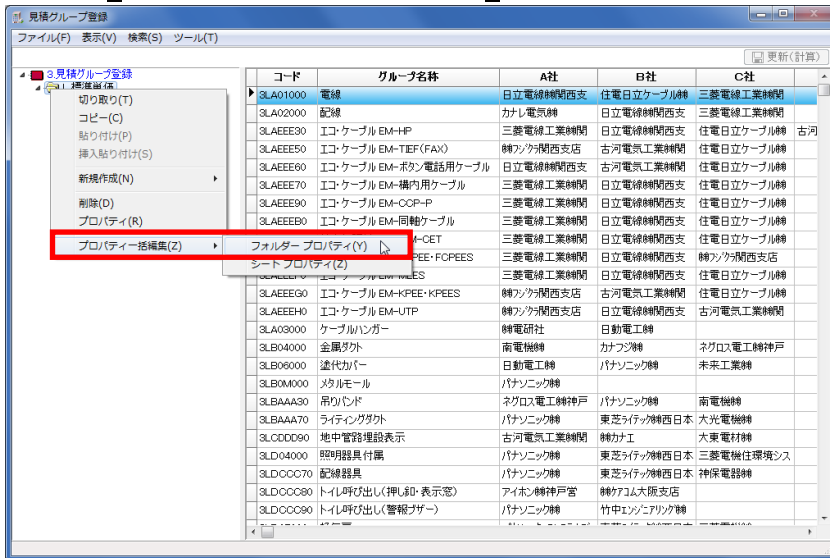 見積グループ登録
ファイル(F) 表示(V) 検索(S) ツール(T)
更新(計算)
3.見積グループ登録
1.標準単価
切り取り(T)
コピー(C)
貼り付け(P)
挿入貼り付け(S)
新規作成(N)
削除(D)
プロパティ(R)
プロパティ一括編集(Z)
フォルダー プロパティ(Y)
シート プロパティ(Z)
コード グループ名称 A社 B社 C社
3LA01000 電線 日立電線㈱関西支 住電日立ケーブル㈱ 三菱電線工業㈱関
3LA02000 配線 カナレ電気㈱ 日立電線㈱関西支 三菱電線工業㈱関
3LAEEE30 エコ・ケーブル EM-HP 三菱電線工業㈱関 日立電線㈱関西支 住電日立ケーブル㈱ 古河
3LAEEE50 エコ・ケーブル EM-TIEF(FAX) ㈱フジクラ関西支店 古河電気工業㈱関 住電日立ケーブル㈱
3LAEEE60 エコ・ケーブル EM-ボタン電話用ケーブル 日立電線㈱関西支 古河電気工業㈱関 住電日立ケーブル㈱
3LAEEE70 エコ・ケーブル EM-構内用ケーブル 三菱電線工業㈱関 日立電線㈱関西支 住電日立ケーブル㈱
3LAEEE90 エコ・ケーブル EM-CCP-P 三菱電線工業㈱関 日立電線㈱関西支 住電日立ケーブル㈱
3LAEEEB0 エコ・ケーブル EM-同軸ケーブル 三菱電線工業㈱関 日立電線㈱関西支 住電日立ケーブル㈱
M-CET 三菱電線工業㈱関 日立電線㈱関西支 住電日立ケーブル㈱
PEE・FCPEES 三菱電線工業㈱関 日立電線㈱関西支 ㈱フジクラ関西支店
三菱電線工業㈱関 日立電線㈱関西支 住電日立ケーブル㈱
3LAEEEG0 エコ・ケーブル EM-KPEE・KPEES ㈱フジクラ関西支店 古河電気工業㈱関 住電日立ケーブル㈱
3LAEEEH0 エコ・ケーブル EM-UTP ㈱フジクラ関西支店 日立電線㈱関西支 古河電気工業㈱関
3LA03000 ケーブルハンガー ㈱電研社 日動電工㈱
3LB04000 金属ダクト 南電機㈱ カナフジ㈱ ネグロス電工㈱神戸
3LB06000 塗代カバー 日動電工㈱ パナソニック㈱ 未来工業㈱
3LB0M000 メタルモール パナソニック㈱
3LBAAA30 吊りバンド ネグロス電工㈱神戸 パナソニック㈱ 南電機㈱
3LBAAA70 ライティングダクト パナソニック㈱ 東芝ライテック㈱西日本 大光電機㈱
3LCDDD90 地中管路埋設表示 古河電気工業㈱関 ㈱カナエ 大東電材㈱
3LD04000 照明器具付属 パナソニック㈱ 東芝ライテック㈱西日本 三菱電機住環境シス
3LDCCC70 配線器具 パナソニック㈱ 東芝ライテック㈱西日本 神保電器㈱
3LDCCC80 トイレ呼び出し(押し釦・表示窓) アイホン㈱神戸営 ㈱ケアコム大阪支店
3LDCCC90 トイレ呼び出し(警報ブザー) パナソニック㈱ 竹中エンジニアリング㈱